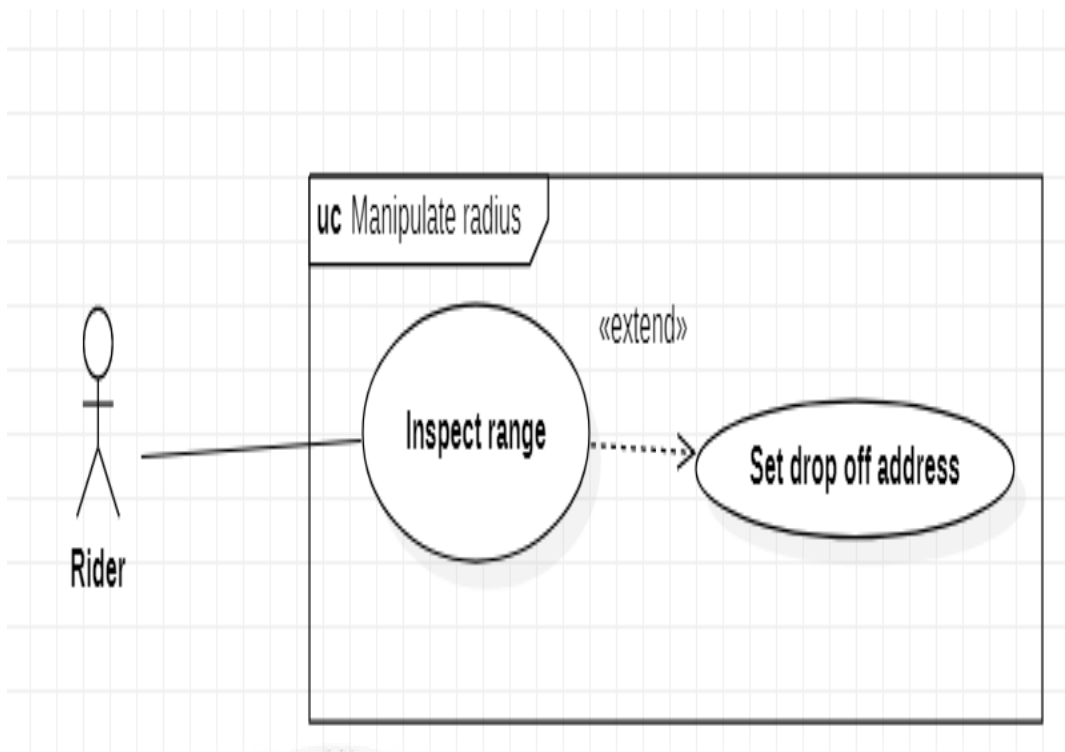 uc Manipulate radius
«extend»
Inspect range
Set drop off address
Rider